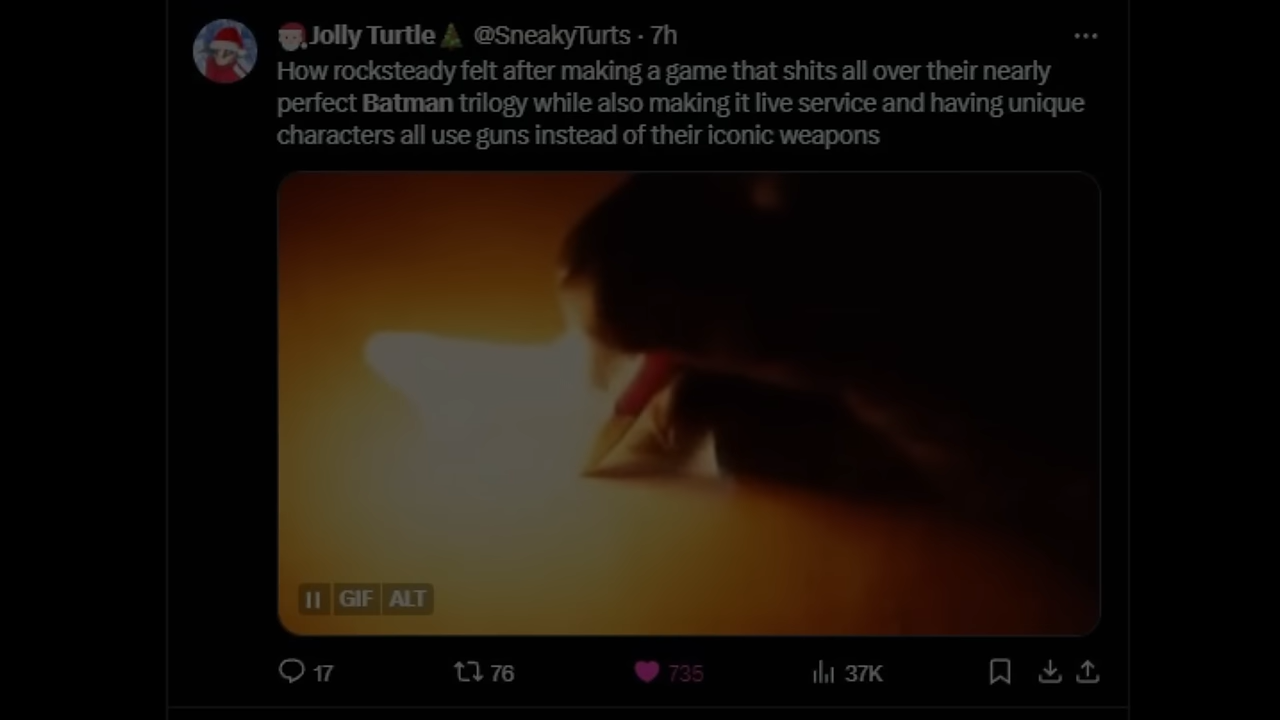 Jolly Turtle @SneakyTurts · 7h
How rocksteady felt after making a game that shits all over their nearly
perfect Batman trilogy while also making it live service and having unique
characters all use guns instead of their iconic weapons
GIF ALT
17 76 735 37K